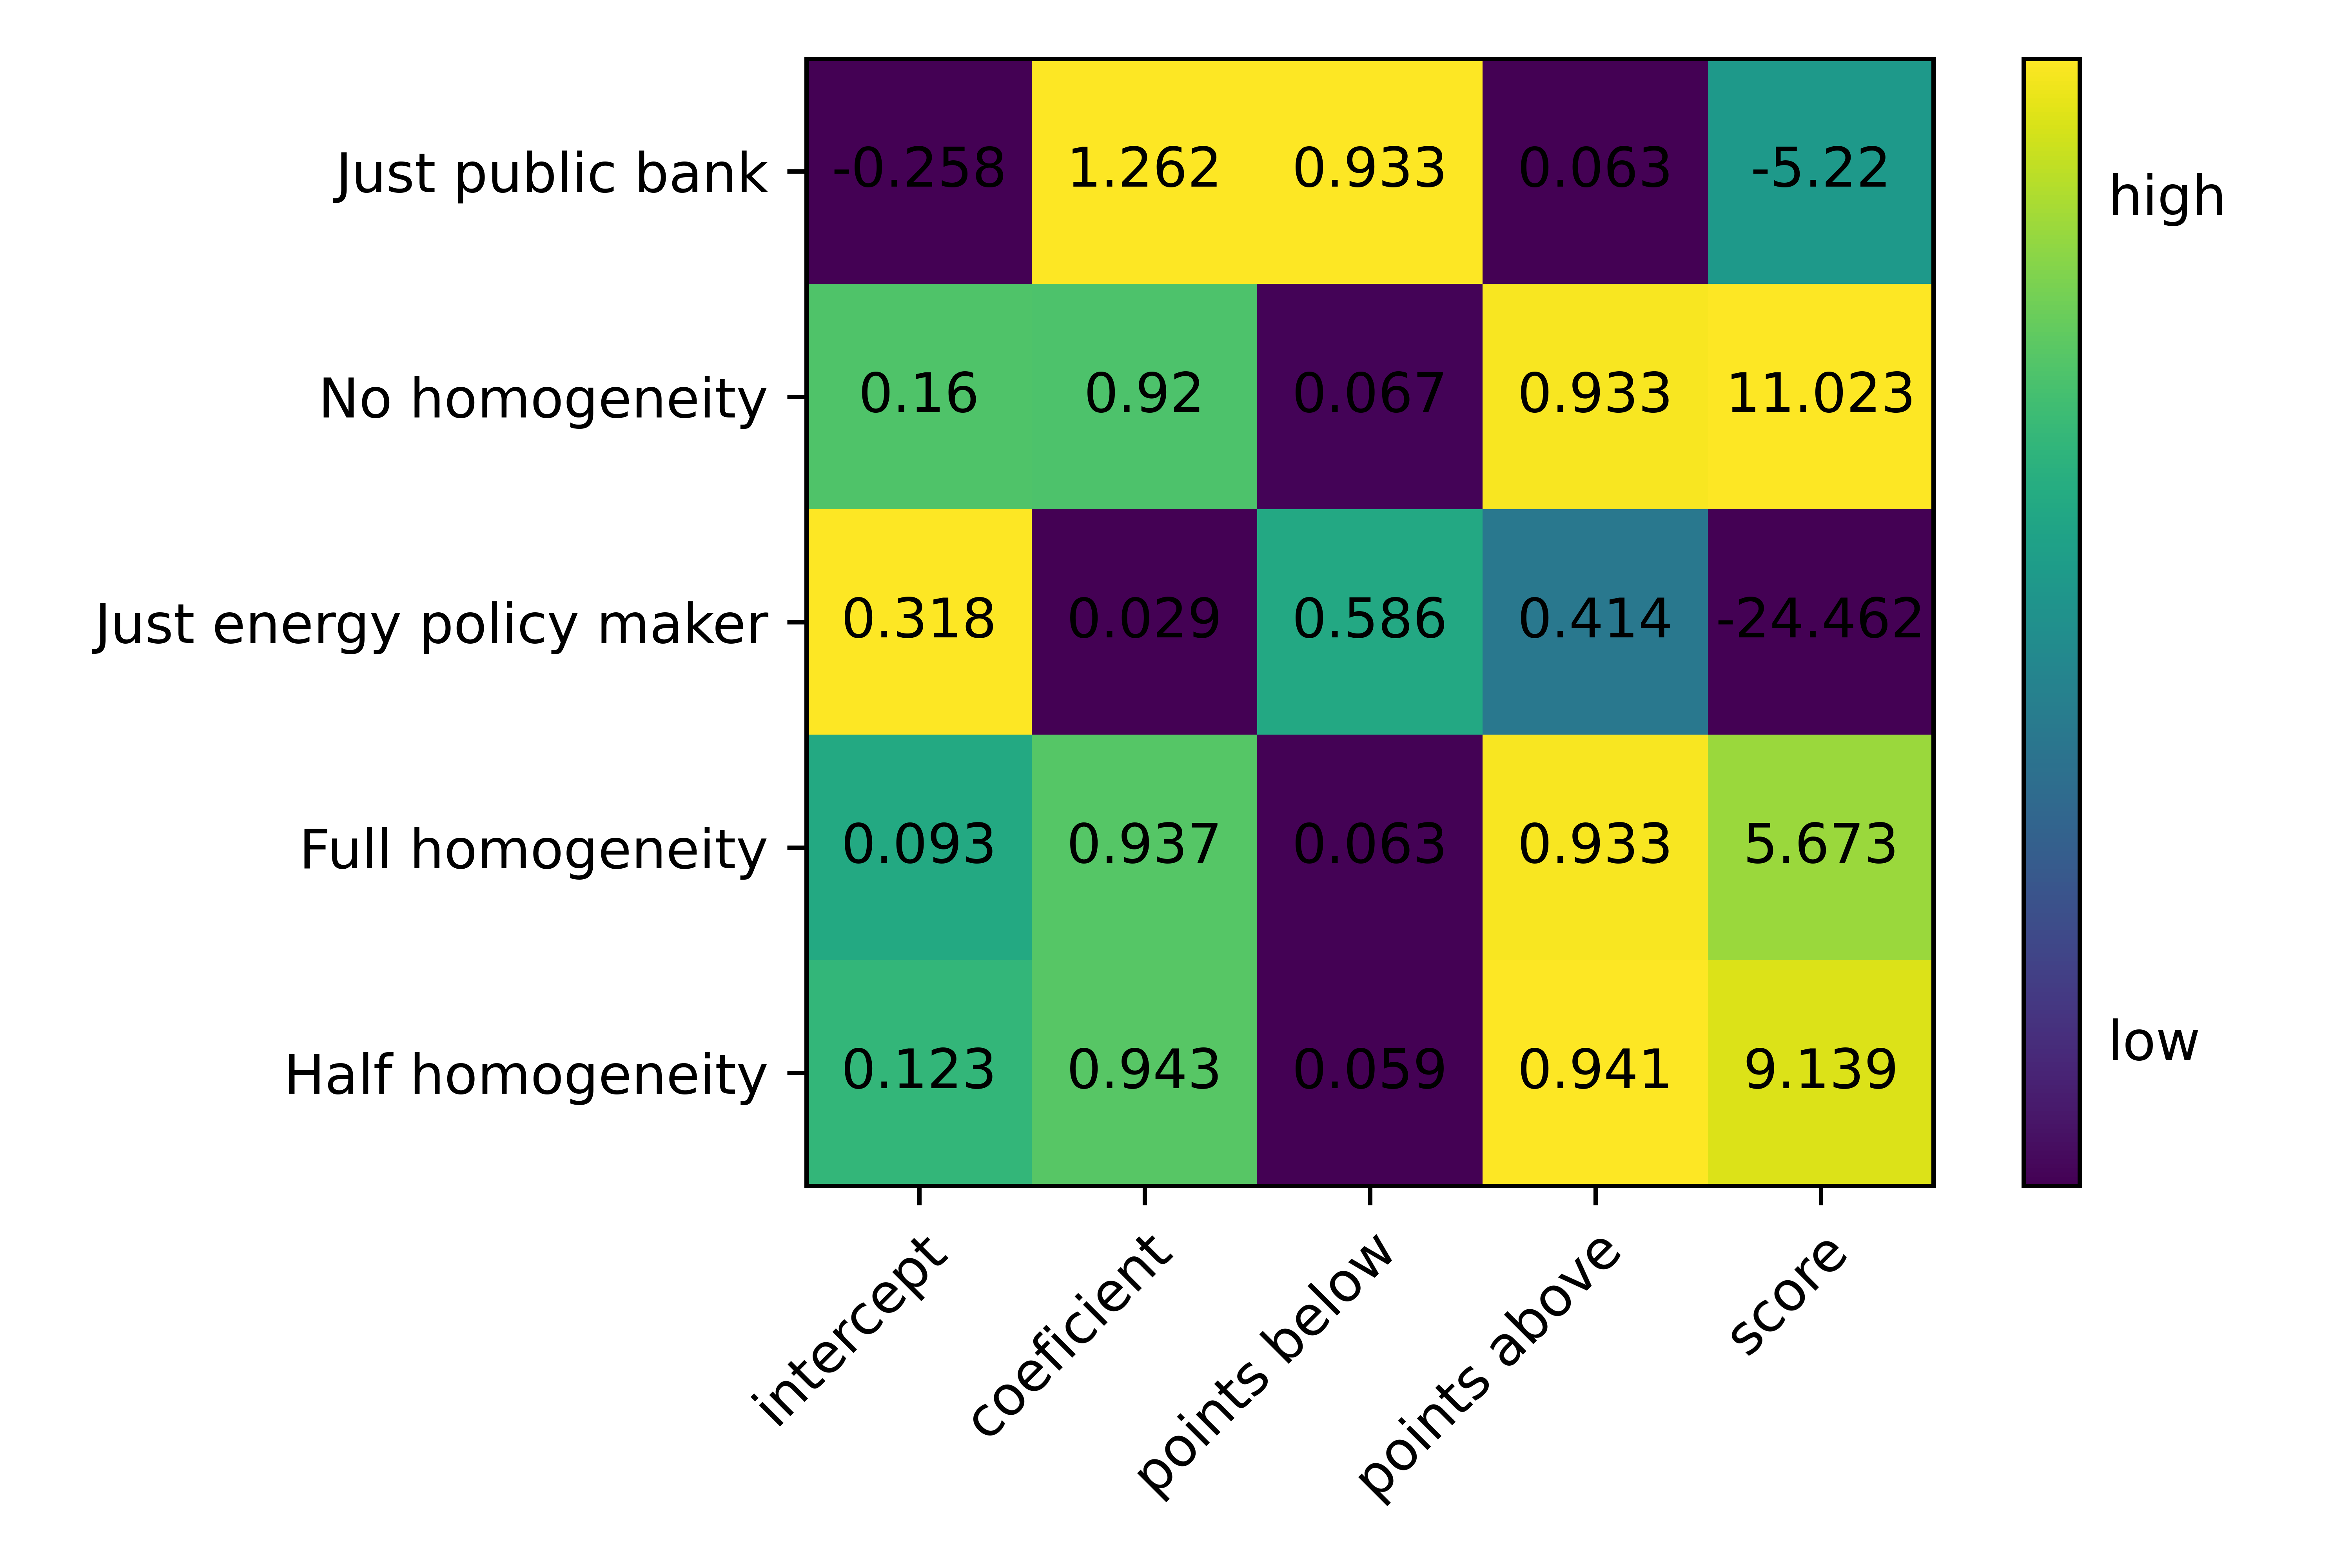 Just public bank -0.258 1.262 0.933 0.063 -5.22
No homogeneity 0.16 0.92 0.067 0.933 11.023
Just energy policy maker 0.318 0.029 0.586 0.414 -24.462
Full homogeneity 0.093 0.937 0.063 0.933 5.673
Half homogeneity 0.123 0.943 0.059 0.941 9.139
intercept
coeficient
points below
points above
score
high
low